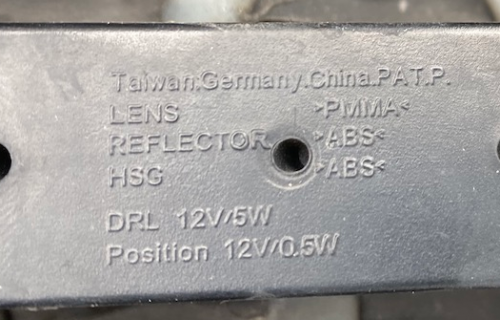 Taiwan.Germany.China.PAT.P.
LENS >PMMA<
REFLECTOR >ABS<
HSG >ABS<
DRL 12V/5W
Position 12V/0.5W